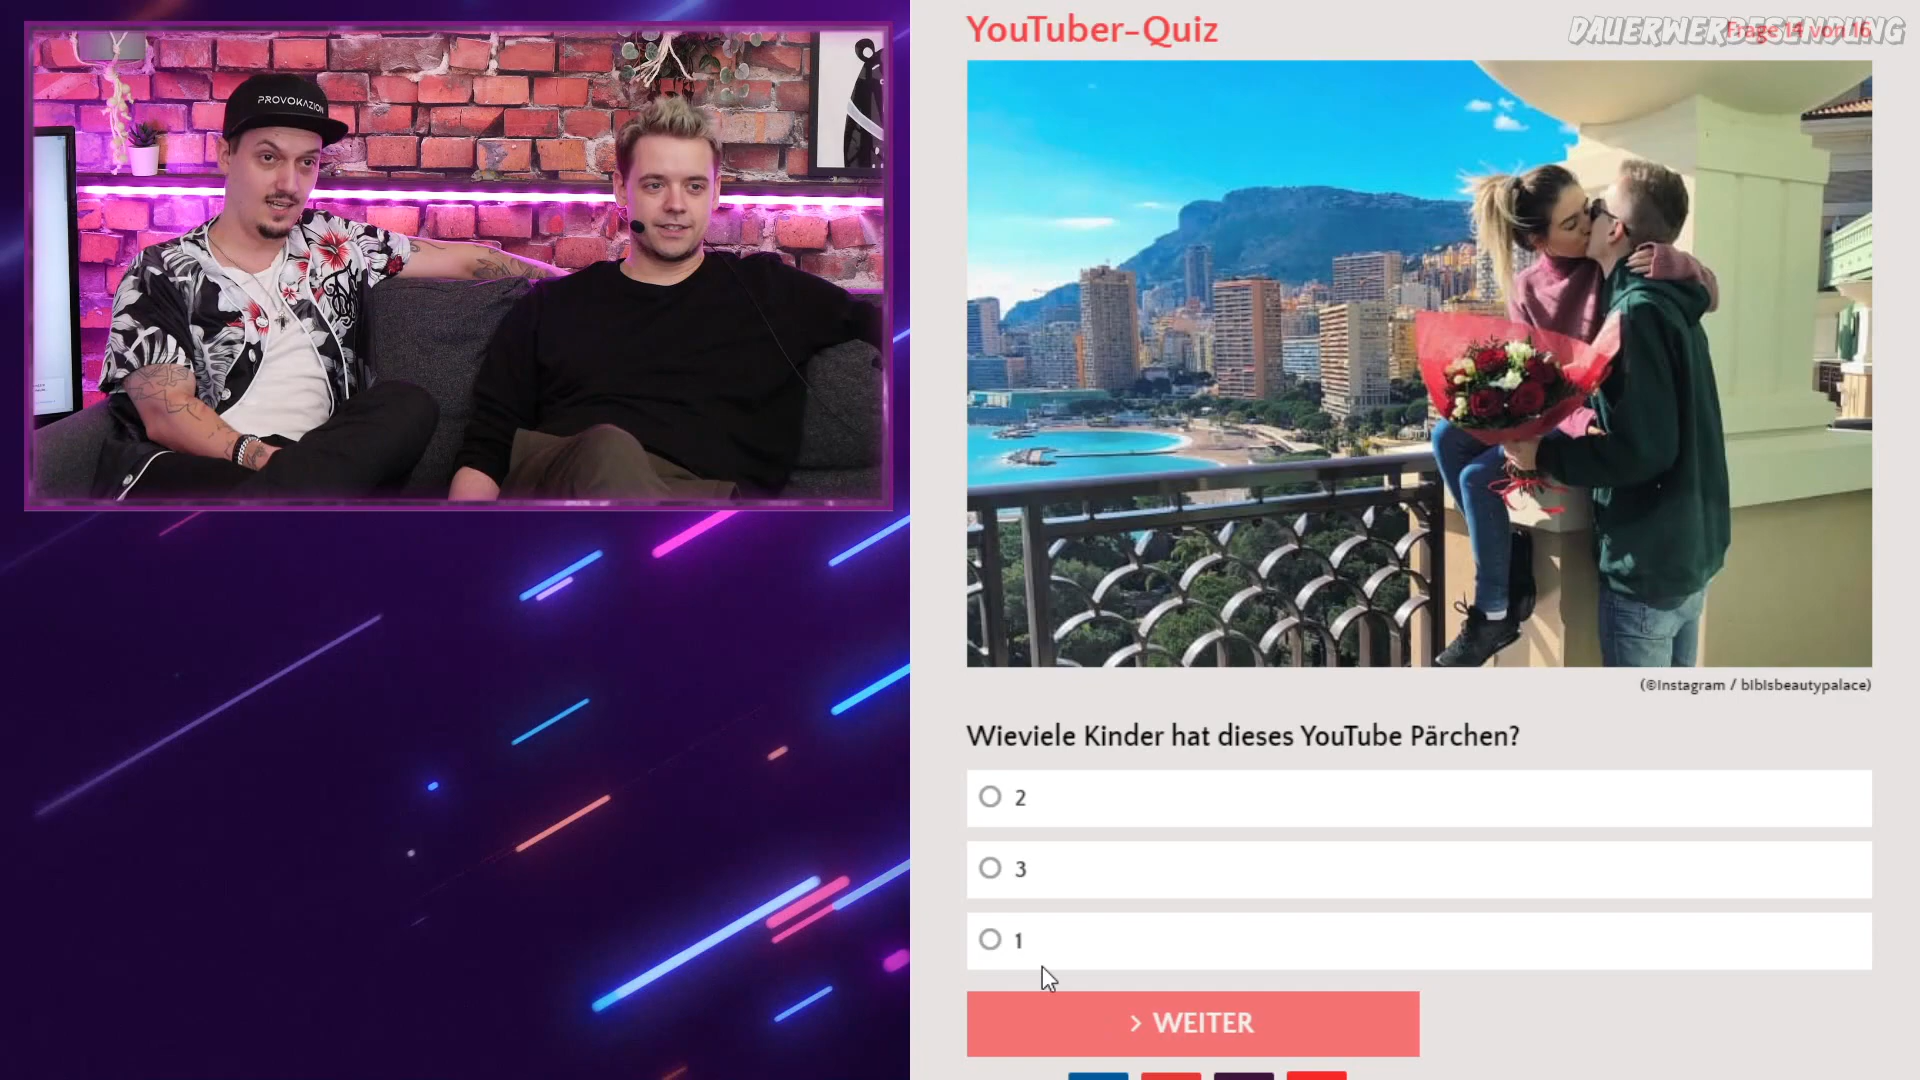 PROVOKAZION
YouTuber-Quiz
Frage 14 von 16
DAUERWERBESENDUNG
(©Instagram / bibisbeautypalace)
Wieviele Kinder hat dieses YouTube Pärchen?
2
3
1
> WEITER